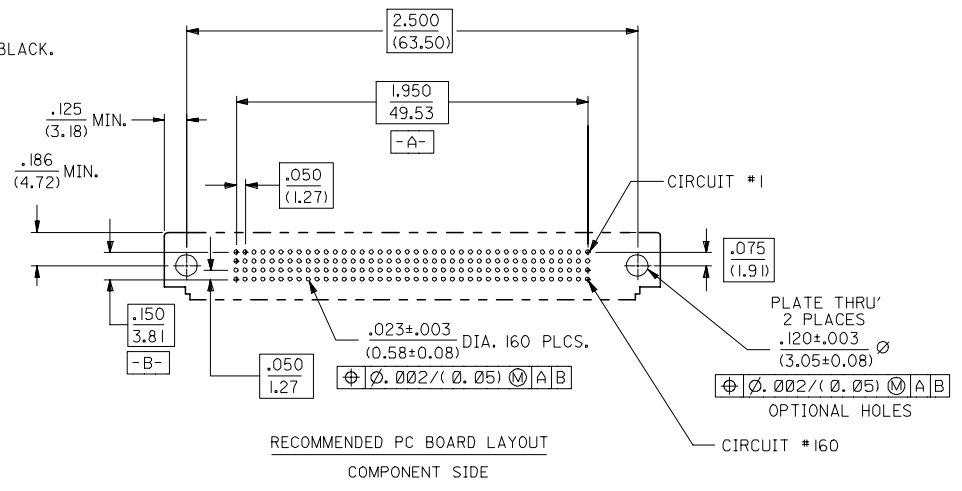 BLACK.
2.500
(63.50)
1.950
49.53
-A-
.125
(3.18) MIN.
.186
(4.72) MIN.
.050
(1.27)
CIRCUIT #1
.075
(1.91)
PLATE THRU'
2 PLACES
.120±.003
(3.05±0.08) Ø
⌖ Ø.002/(0.05) Ⓜ A B
OPTIONAL HOLES
.150
3.81
-B-
.050
1.27
.023±.003
(0.58±0.08) DIA. 160 PLCS.
⌖ Ø.002/(0.05) Ⓜ A B
CIRCUIT #160
RECOMMENDED PC BOARD LAYOUT
COMPONENT SIDE